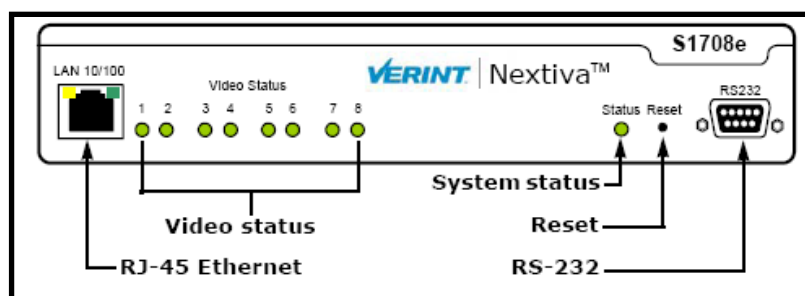 S1708e
LAN 10/100
Video Status
VERINT Nextiva™
RS232
1 2 3 4 5 6 7 8
Status Reset
System status
Video status
Reset
RJ-45 Ethernet
RS-232